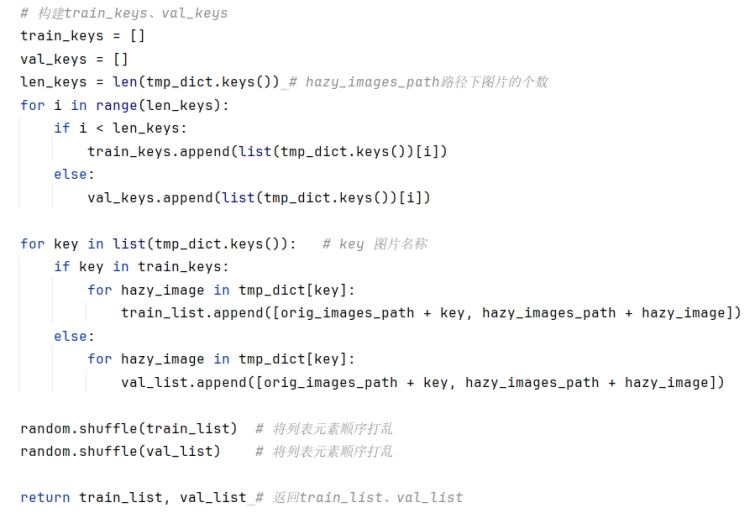 # 构建train_keys、val_keys
train_keys = []
val_keys = []
len_keys = len(tmp_dict.keys()) # hazy_images_path路径下图片的个数
for i in range(len_keys):
    if i < len_keys:
        train_keys.append(list(tmp_dict.keys())[i])
    else:
        val_keys.append(list(tmp_dict.keys())[i])
for key in list(tmp_dict.keys()):   # key 图片名称
    if key in train_keys:
        for hazy_image in tmp_dict[key]:
            train_list.append([orig_images_path + key, hazy_images_path + hazy_image])
    else:
        for hazy_image in tmp_dict[key]:
            val_list.append([orig_images_path + key, hazy_images_path + hazy_image])
random.shuffle(train_list)  # 将列表元素顺序打乱
random.shuffle(val_list)    # 将列表元素顺序打乱
return train_list, val_list # 返回train_list、val_list